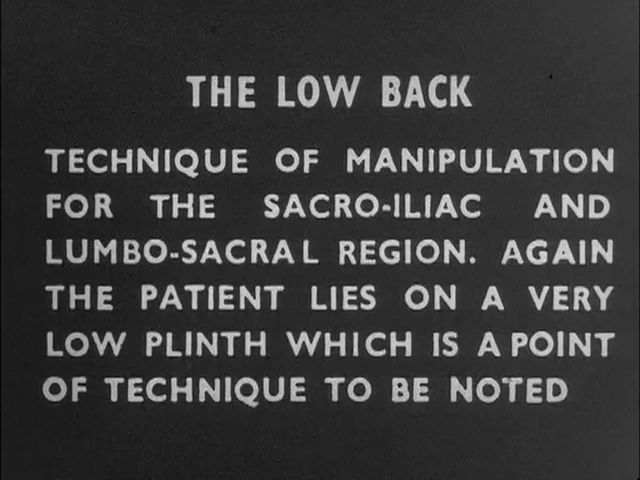 THE LOW BACK
TECHNIQUE OF MANIPULATION
FOR THE SACRO-ILIAC AND
LUMBO-SACRAL REGION. AGAIN
THE PATIENT LIES ON A VERY
LOW PLINTH WHICH IS A POINT
OF TECHNIQUE TO BE NOTED